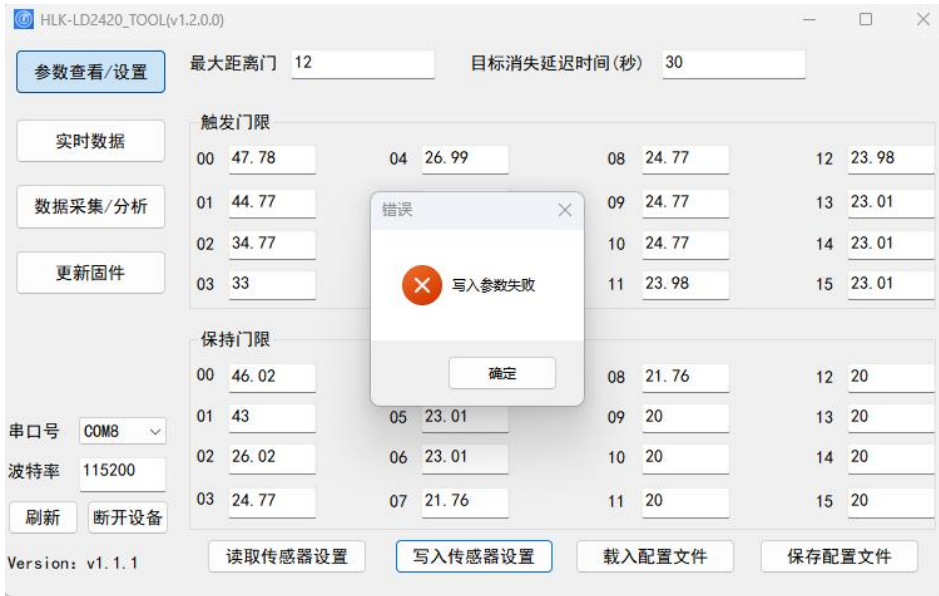 HLK-LD2420_TOOL(v1.2.0.0)
参数查看/设置
最大距离门 12 目标消失延迟时间(秒) 30
实时数据
数据采集/分析
更新固件
触发门限
00 47.78 04 26.99 08 24.77 12 23.98
01 44.77 09 24.77 13 23.01
02 34.77 10 24.77 14 23.01
03 33 11 23.98 15 23.01
错误
写入参数失败
确定
保持门限
00 46.02 08 21.76 12 20
01 43 05 23.01 09 20 13 20
02 26.02 06 23.01 10 20 14 20
03 24.77 07 21.76 11 20 15 20
串口号 COM8
波特率 115200
刷新 断开设备
Version: v1.1.1
读取传感器设置 写入传感器设置 载入配置文件 保存配置文件